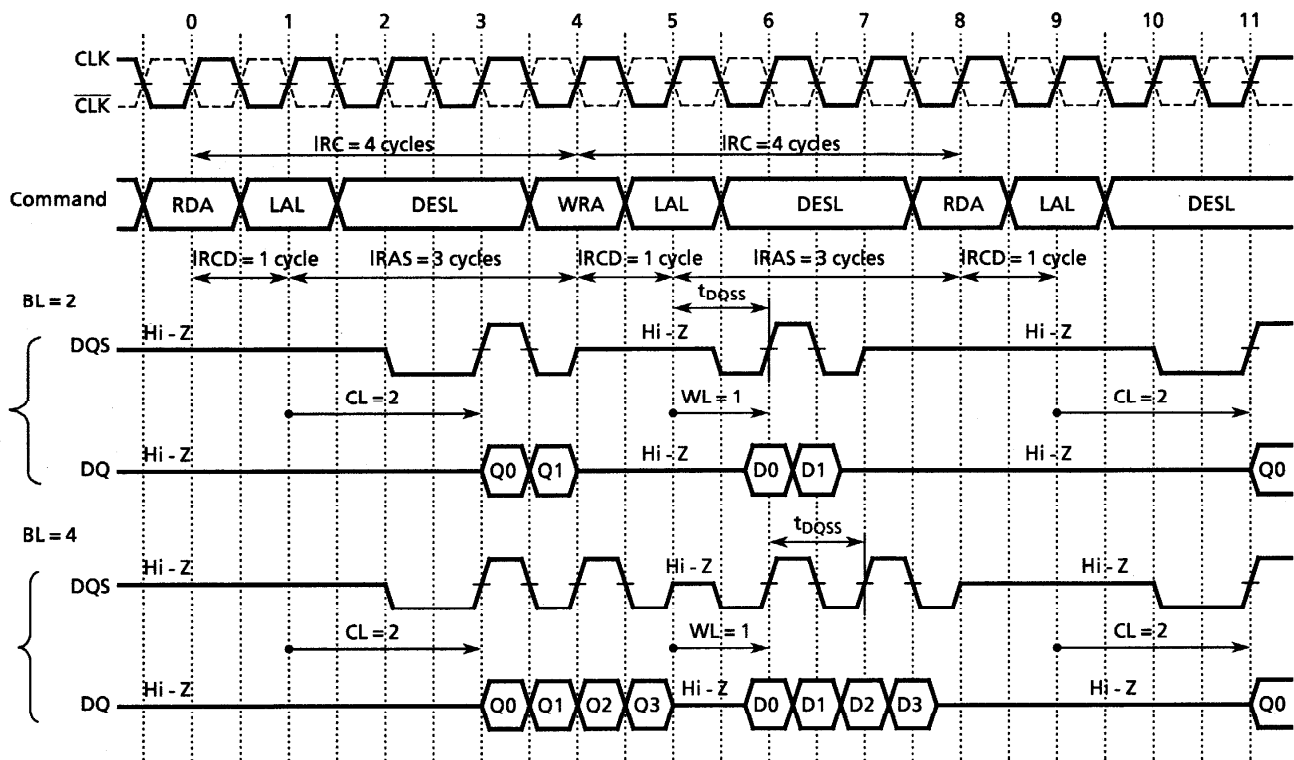 0 1 2 3 4 5 6 7 8 9 10 11
CLK
CLK
IRC = 4 cycles IRC = 4 cycles
Command RDA LAL DESL WRA LAL DESL RDA LAL DESL
IRCD = 1 cycle IRAS = 3 cycles IRCD = 1 cycle IRAS = 3 cycles IRCD = 1 cycle
BL = 2 tDQSS
DQS Hi - Z Hi - Z Hi - Z
CL = 2 WL = 1 CL = 2
DQ Hi - Z Q0 Q1 Hi - Z D0 D1 Hi - Z Q0
BL = 4 tDQSS
DQS Hi - Z Hi - Z Hi - Z
CL = 2 WL = 1 CL = 2
DQ Hi - Z Q0 Q1 Q2 Q3 Hi - Z D0 D1 D2 D3 Hi - Z Q0